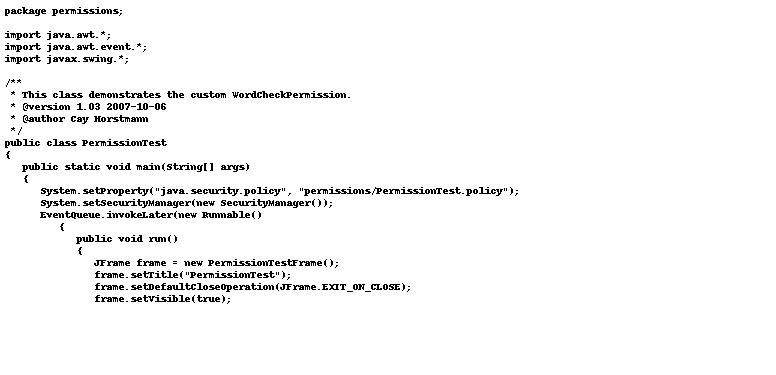 package permissions;

import java.awt.*;
import java.awt.event.*;
import javax.swing.*;

/**
 * This class demonstrates the custom WordCheckPermission.
 * @version 1.03 2007-10-06
 * @author Cay Horstmann
 */
public class PermissionTest
{
   public static void main(String[] args)
   {
      System.setProperty("java.security.policy", "permissions/PermissionTest.policy");
      System.setSecurityManager(new SecurityManager());
      EventQueue.invokeLater(new Runnable()
         {
            public void run()
            {
               JFrame frame = new PermissionTestFrame();
               frame.setTitle("PermissionTest");
               frame.setDefaultCloseOperation(JFrame.EXIT_ON_CLOSE);
               frame.setVisible(true);